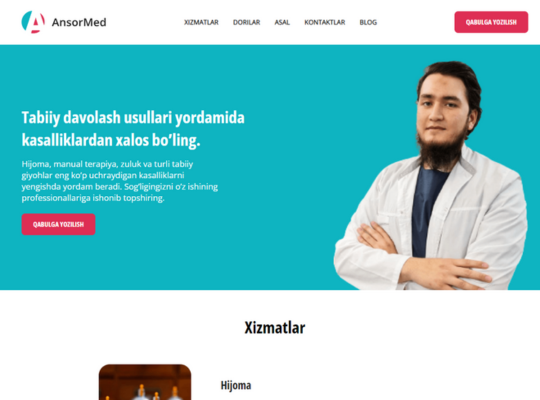 AnsorMed
XIZMATLAR
DORILAR
ASAL
KONTAKTLAR
BLOG
QABULGA YOZILISH
Tabiiy davolash usullari yordamida
kasalliklardan xalos bo'ling.
Hijoma, manual terapiya, zuluk va turli tabiiy
giyohlar eng ko'p uchraydigan kasalliklarni
yengishda yordam beradi. Sog'ligingizni o'z ishining
professionallariga ishonib topshiring.
QABULGA YOZILISH
Xizmatlar
Hijoma